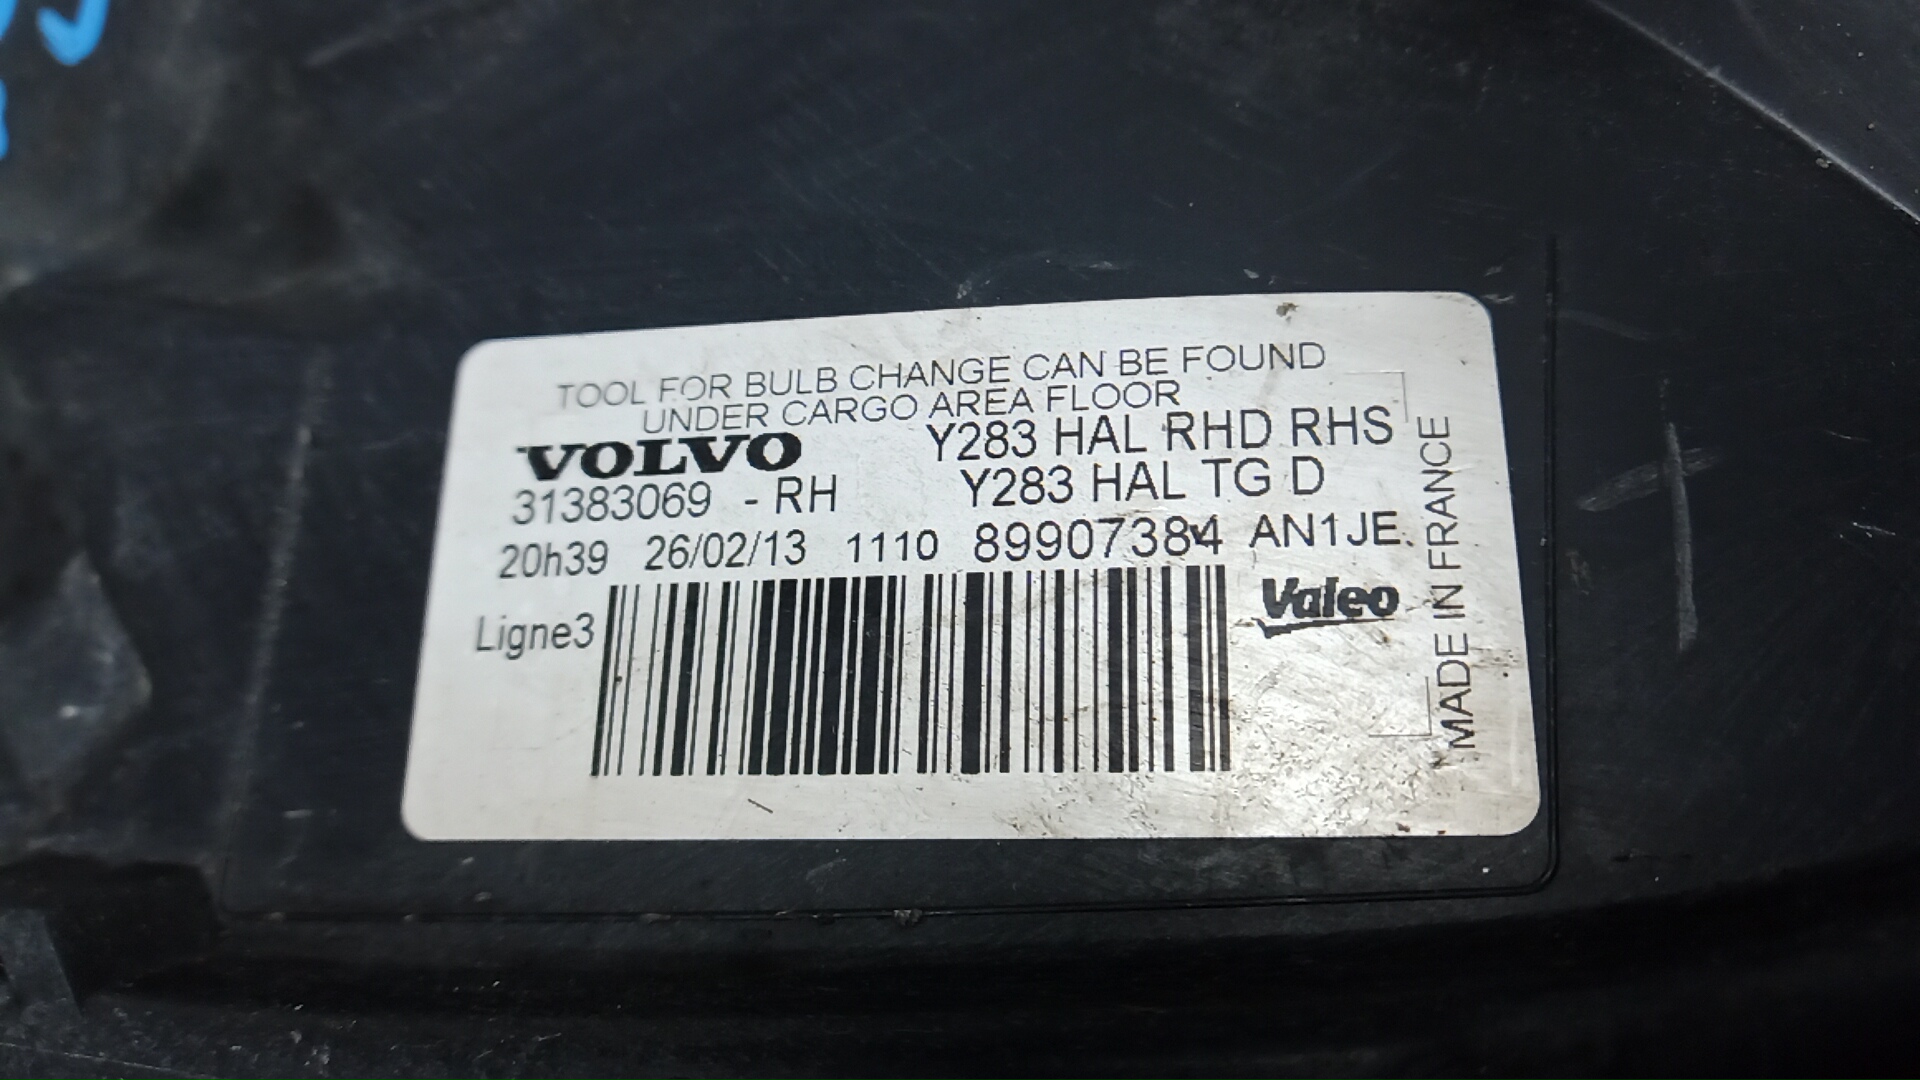 TOOL FOR BULB CHANGE CAN BE FOUND
UNDER CARGO AREA FLOOR
VOLVO Y283 HAL RHD RHS
31383069 - RH Y283 HAL TG D
20h39 26/02/13 1110 89907384 AN1JE.
Ligne3 Valeo
MADE IN FRANCE